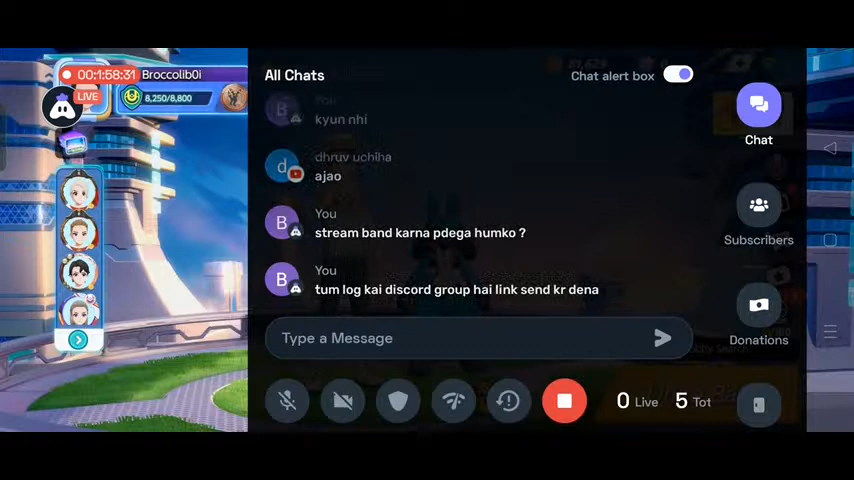 00:1:58:31
Broccolib0i
LIVE
8,250/8,800
All Chats
Chat alert box
You
kyun nhi
dhruv uchiha
ajao
You
stream band karna pdega humko ?
You
tum log kai discord group hai link send kr dena
Type a Message
0 Live 5 Tot
Chat
Subscribers
Donations